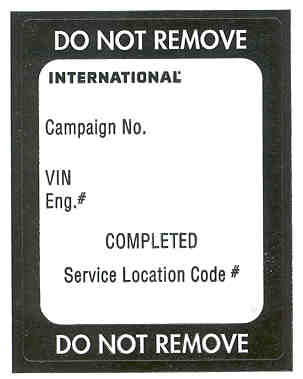 DO NOT REMOVE
INTERNATIONAL®
Campaign No.
VIN
Eng.#
COMPLETED
Service Location Code #
DO NOT REMOVE